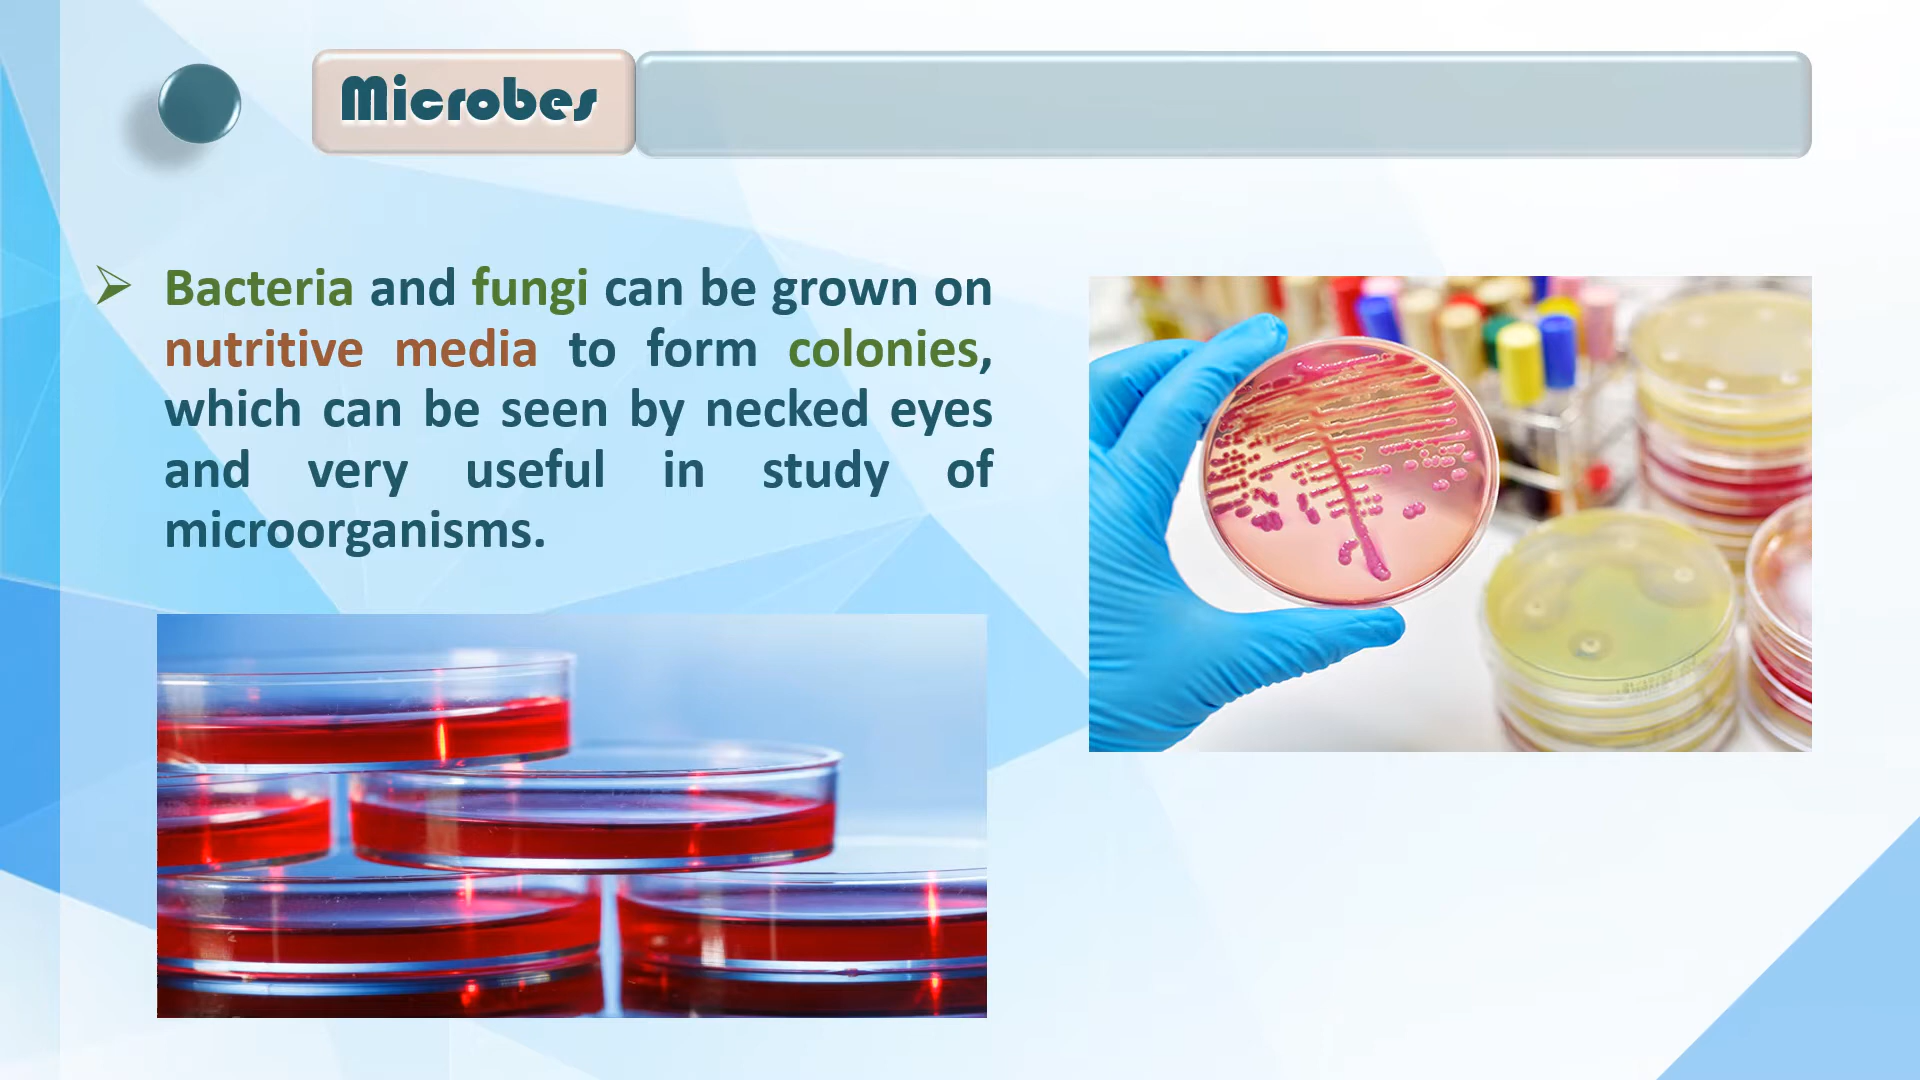 Microbes
Bacteria and fungi can be grown on
nutritive media to form colonies,
which can be seen by necked eyes
and very useful in study of
microorganisms.